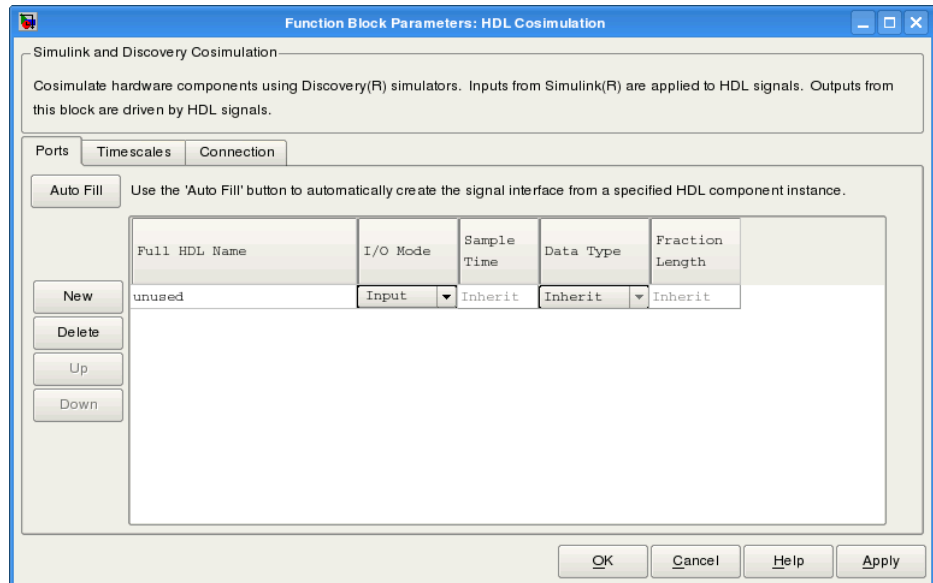 Function Block Parameters: HDL Cosimulation
Simulink and Discovery Cosimulation
Cosimulate hardware components using Discovery(R) simulators. Inputs from Simulink(R) are applied to HDL signals. Outputs from
this block are driven by HDL signals.
Ports Timescales Connection
Auto Fill Use the 'Auto Fill' button to automatically create the signal interface from a specified HDL component instance.
Full HDL Name I/O Mode Sample Time Data Type Fraction Length
New unused Input Inherit Inherit Inherit
Delete
Up
Down
OK Cancel Help Apply